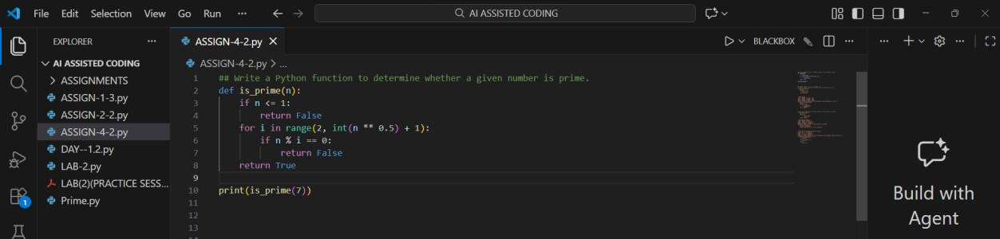 File Edit Selection View Go Run ··· AI ASSISTED CODING
EXPLORER ···
AI ASSISTED CODING
ASSIGNMENTS
ASSIGN-1-3.py
ASSIGN-2-2.py
ASSIGN-4-2.py
DAY--1.2.py
LAB-2.py
LAB(2)(PRACTICE SESS...
Prime.py
1
ASSIGN-4-2.py
BLACKBOX ···
ASSIGN-4-2.py > ...
1 ## Write a Python function to determine whether a given number is prime.
2 def is_prime(n):
3     if n <= 1:
4         return False
5     for i in range(2, int(n ** 0.5) + 1):
6         if n % i == 0:
7             return False
8     return True
9
10 print(is_prime(7))
11
12
13
Build with
Agent